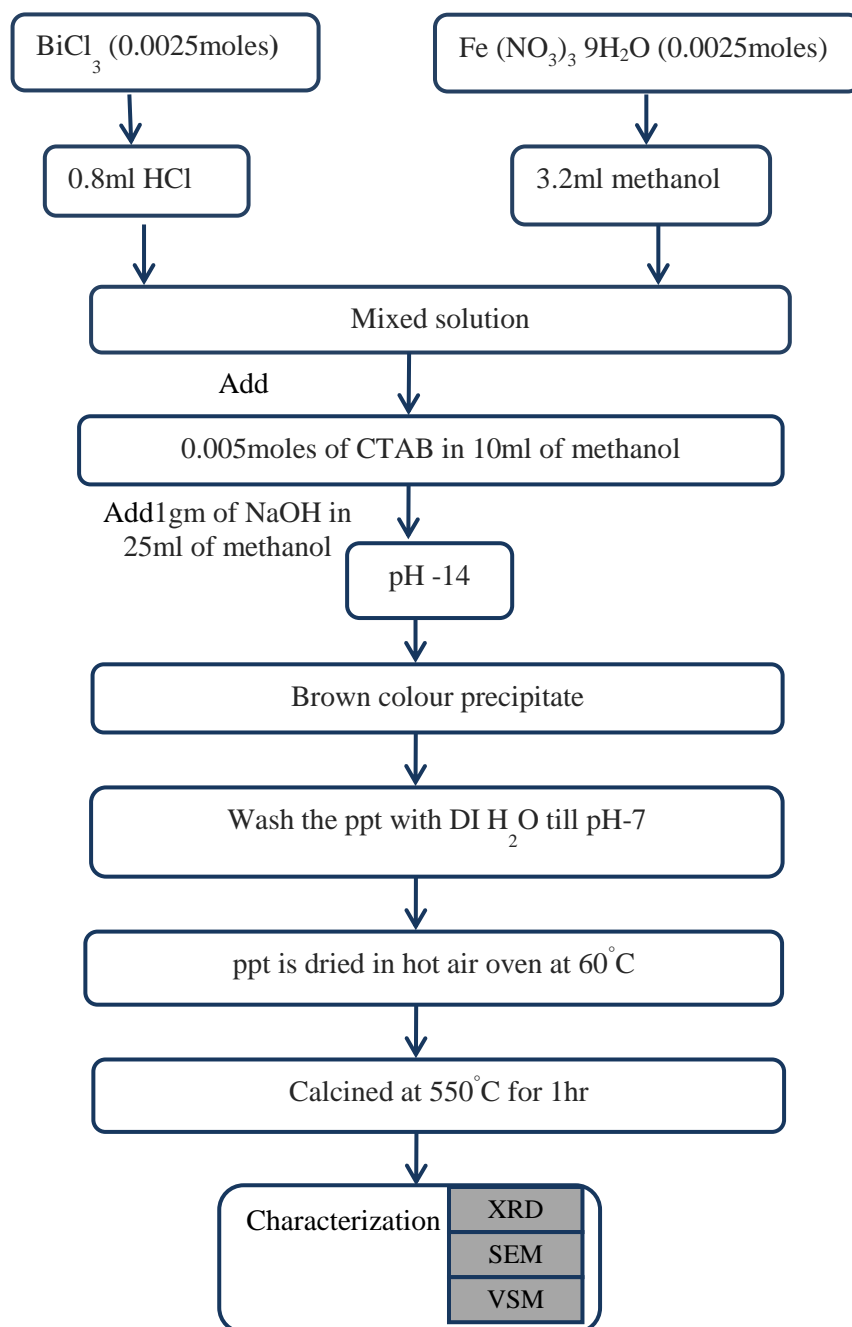 BiCl3 (0.0025moles)
Fe (NO3)3 9H2O (0.0025moles)
0.8ml HCl
3.2ml methanol
Mixed solution
Add
0.005moles of CTAB in 10ml of methanol
Add1gm of NaOH in
25ml of methanol
pH -14
Brown colour precipitate
Wash the ppt with DI H2O till pH-7
ppt is dried in hot air oven at 60°C
Calcined at 550°C for 1hr
Characterization
XRD
SEM
VSM